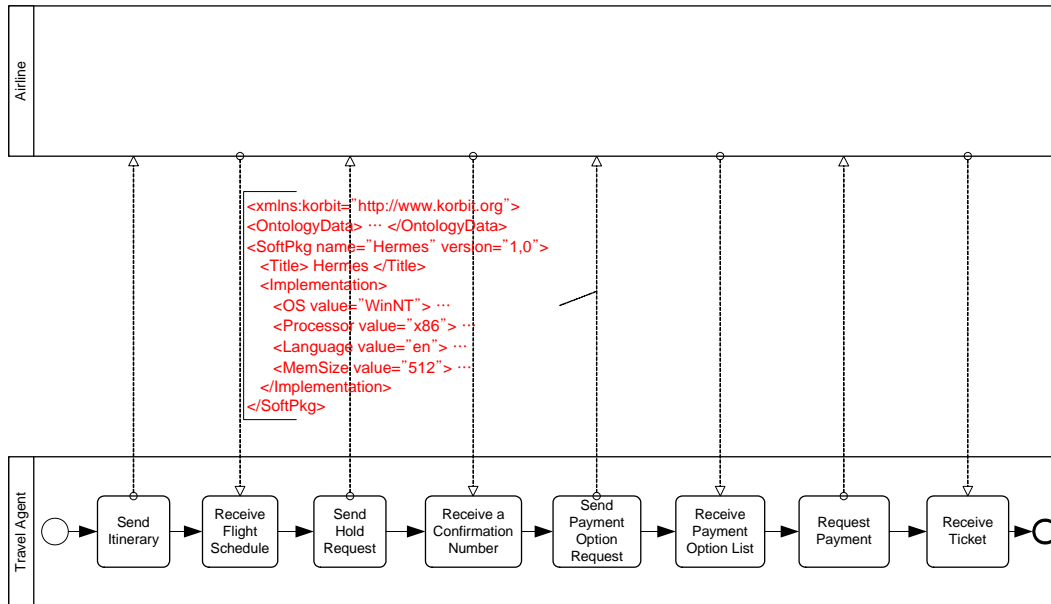 Airline
<xmlns:korbit="http://www.korbit.org">
<OntologyData> ··· </OntologyData>
<SoftPkg name="Hermes" version="1,0">
<Title> Hermes </Title>
<Implementation>
<OS value="WinNT"> ···
<Processor value="x86"> ···
<Language value="en"> ···
<MemSize value="512"> ···
</Implementation>
</SoftPkg>
Travel Agent
Send
Itinerary
Receive
Flight
Schedule
Send
Hold
Request
Receive a
Confirmation
Number
Send
Payment
Option
Request
Receive
Payment
Option List
Request
Payment
Receive
Ticket